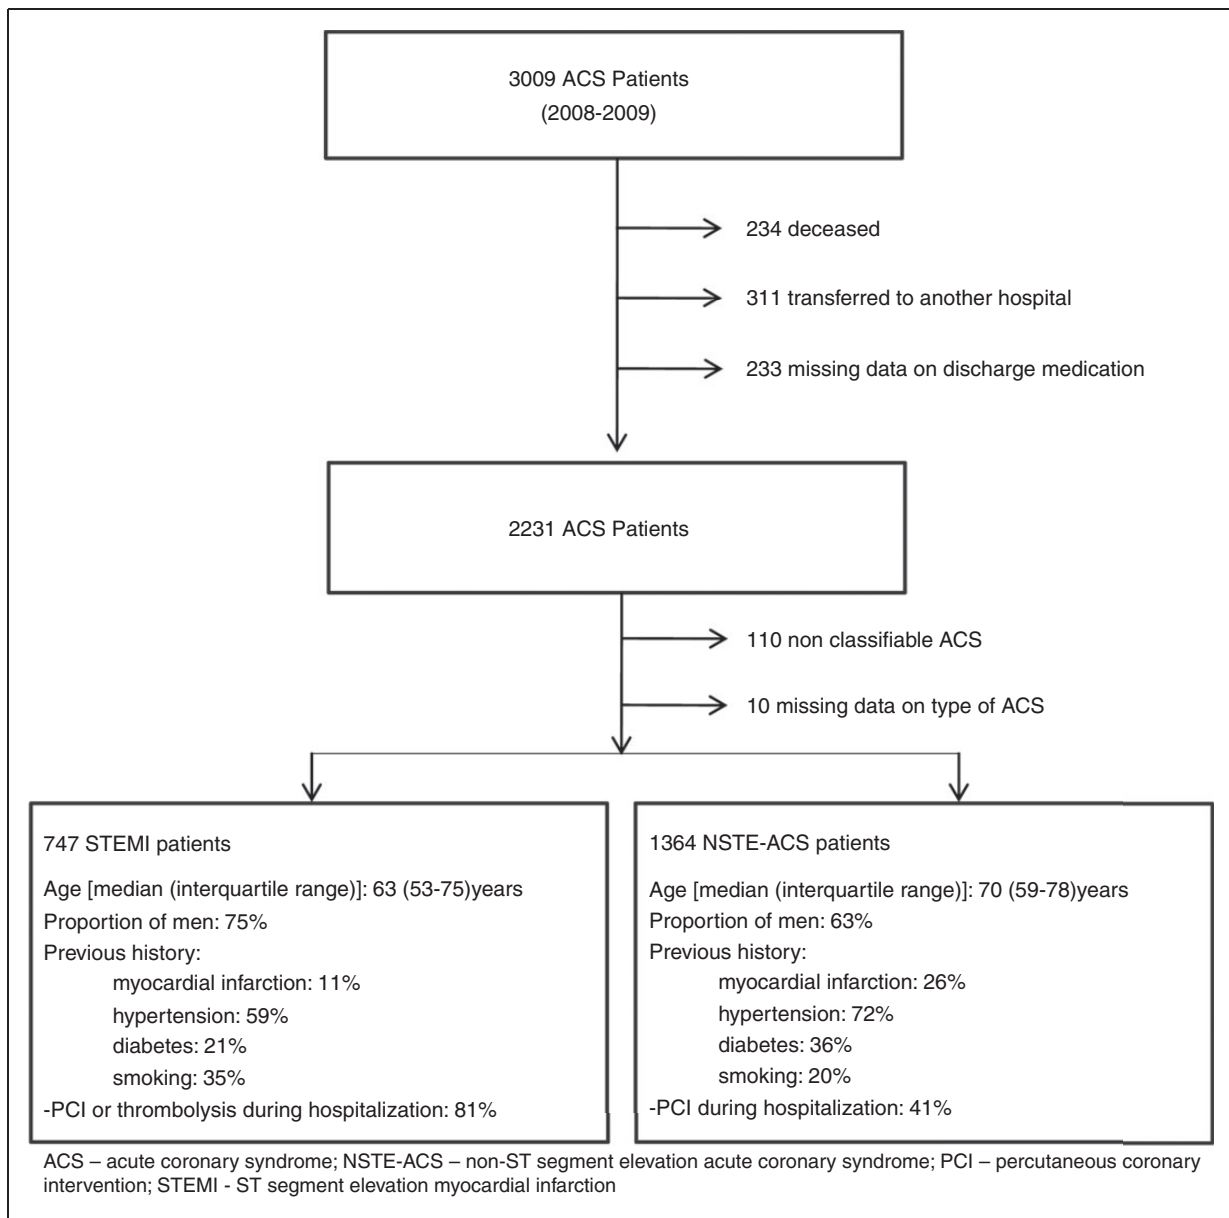 3009 ACS Patients
(2008-2009)
234 deceased
311 transferred to another hospital
233 missing data on discharge medication
2231 ACS Patients
110 non classifiable ACS
10 missing data on type of ACS
747 STEMI patients
Age [median (interquartile range)]: 63 (53-75)years
Proportion of men: 75%
Previous history:
myocardial infarction: 11%
hypertension: 59%
diabetes: 21%
smoking: 35%
-PCI or thrombolysis during hospitalization: 81%
1364 NSTE-ACS patients
Age [median (interquartile range)]: 70 (59-78)years
Proportion of men: 63%
Previous history:
myocardial infarction: 26%
hypertension: 72%
diabetes: 36%
smoking: 20%
-PCI during hospitalization: 41%
ACS – acute coronary syndrome; NSTE-ACS – non-ST segment elevation acute coronary syndrome; PCI – percutaneous coronary
intervention; STEMI - ST segment elevation myocardial infarction